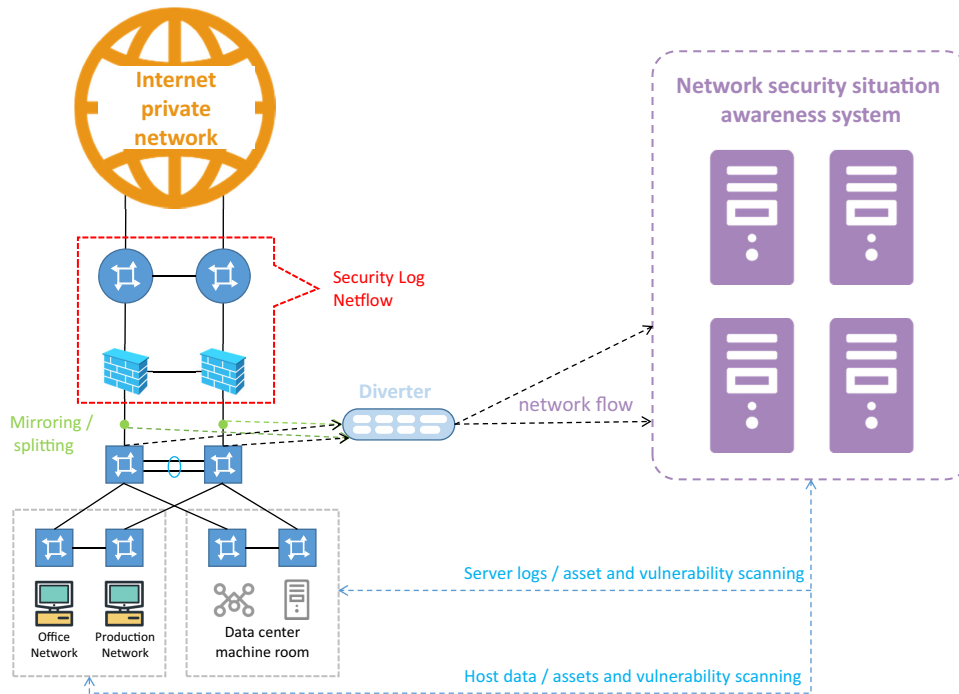 Internet
private
network
Network security situation
awareness system
Security Log
Netflow
Diverter
Mirroring /
splitting
network flow
Server logs / asset and vulnerability scanning
Office
Network
Production
Network
Data center
machine room
Host data / assets and vulnerability scanning